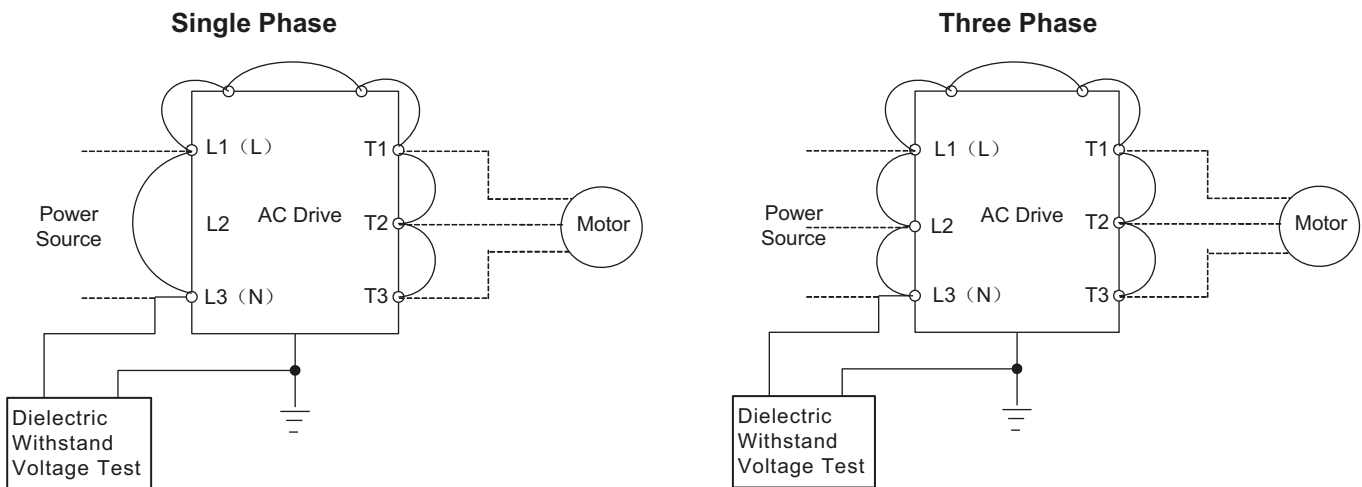 Single Phase
L1（L）
T1
Power
Source
L2
AC Drive
T2
Motor
L3（N）
T3
Dielectric
Withstand
Voltage Test
Three Phase
L1（L）
T1
Power
Source
L2
AC Drive
T2
Motor
L3（N）
T3
Dielectric
Withstand
Voltage Test